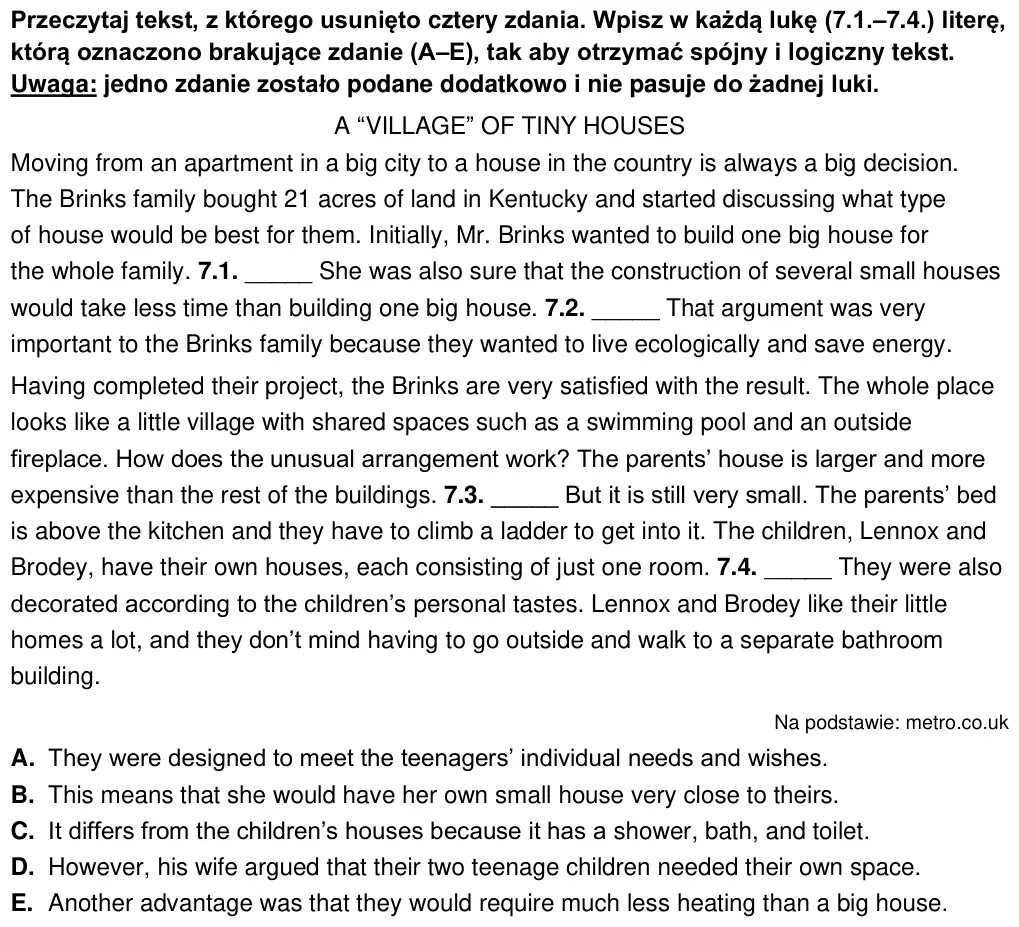 Przeczytaj tekst, z którego usunięto cztery zdania. Wpisz w każdą lukę (7.1.–7.4.) literę,
którą oznaczono brakujące zdanie (A–E), tak aby otrzymać spójny i logiczny tekst.
Uwaga: jedno zdanie zostało podane dodatkowo i nie pasuje do żadnej luki.
A “VILLAGE” OF TINY HOUSES
Moving from an apartment in a big city to a house in the country is always a big decision.
The Brinks family bought 21 acres of land in Kentucky and started discussing what type
of house would be best for them. Initially, Mr. Brinks wanted to build one big house for
the whole family. 7.1. _____ She was also sure that the construction of several small houses
would take less time than building one big house. 7.2. _____ That argument was very
important to the Brinks family because they wanted to live ecologically and save energy.
Having completed their project, the Brinks are very satisfied with the result. The whole place
looks like a little village with shared spaces such as a swimming pool and an outside
fireplace. How does the unusual arrangement work? The parents’ house is larger and more
expensive than the rest of the buildings. 7.3. _____ But it is still very small. The parents’ bed
is above the kitchen and they have to climb a ladder to get into it. The children, Lennox and
Brodey, have their own houses, each consisting of just one room. 7.4. _____ They were also
decorated according to the children’s personal tastes. Lennox and Brodey like their little
homes a lot, and they don’t mind having to go outside and walk to a separate bathroom
building.
Na podstawie: metro.co.uk
A. They were designed to meet the teenagers’ individual needs and wishes.
B. This means that she would have her own small house very close to theirs.
C. It differs from the children’s houses because it has a shower, bath, and toilet.
D. However, his wife argued that their two teenage children needed their own space.
E. Another advantage was that they would require much less heating than a big house.